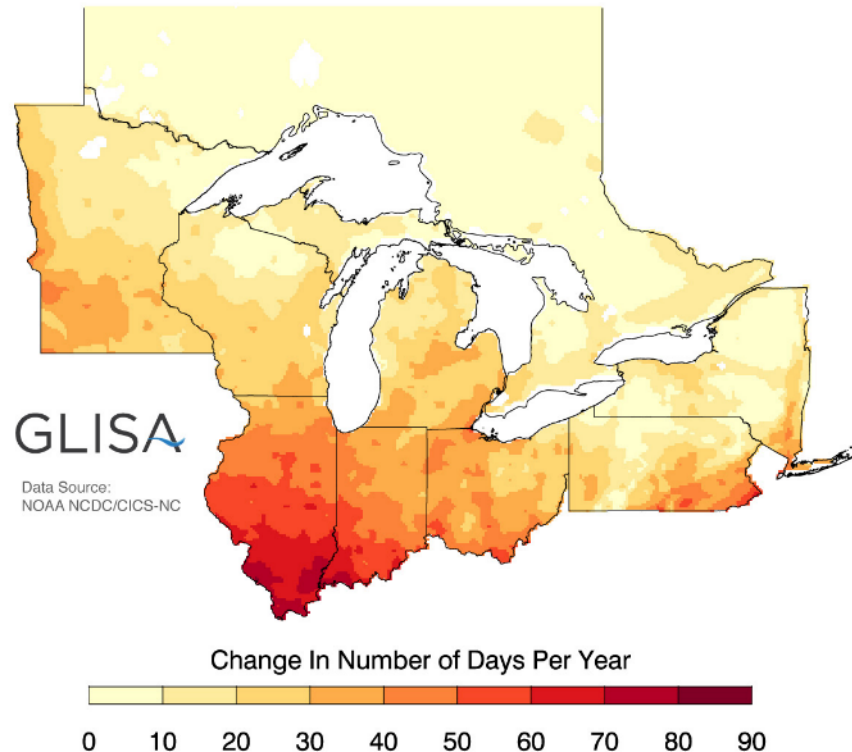 GLISA
Data Source:
NOAA NCDC/CICS-NC
Change In Number of Days Per Year
0 10 20 30 40 50 60 70 80 90